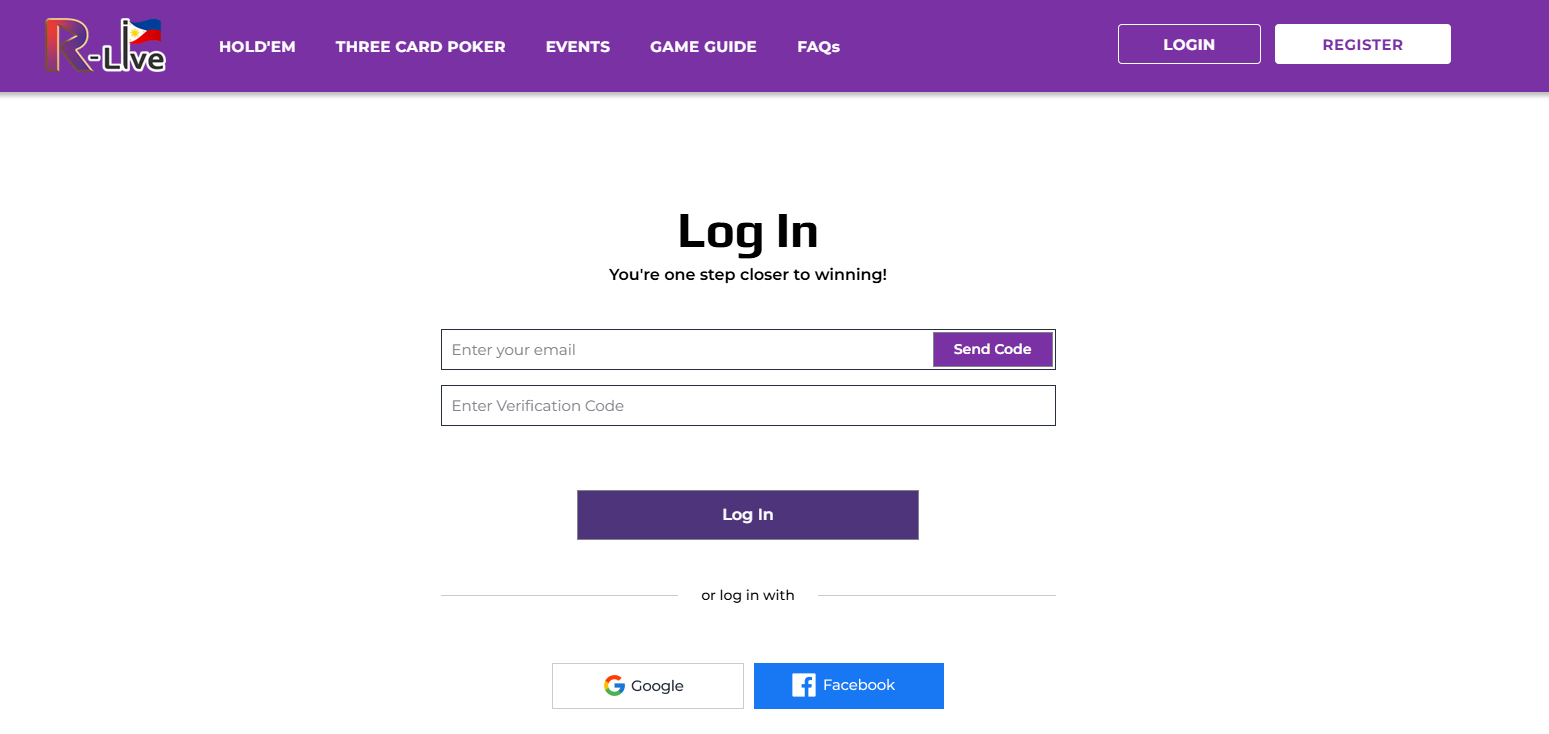 R-Live
HOLD'EM THREE CARD POKER EVENTS GAME GUIDE FAQs LOGIN REGISTER
Log In
You're one step closer to winning!
Enter your email Send Code
Enter Verification Code
Log In
or log in with
Google Facebook